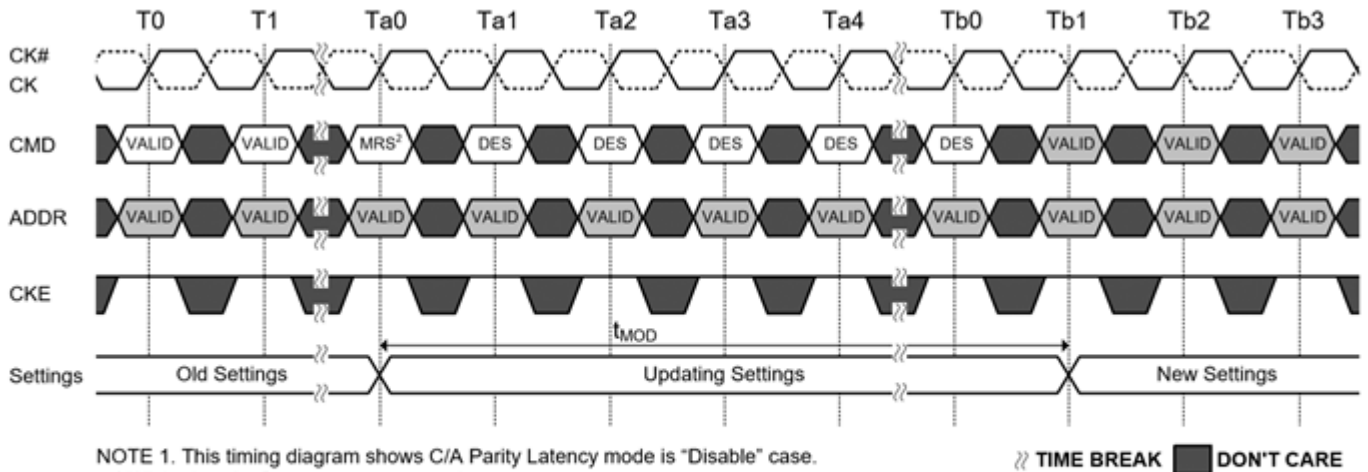 T0 T1 Ta0 Ta1 Ta2 Ta3 Ta4 Tb0 Tb1 Tb2 Tb3
CK#
CK
CMD VALID VALID MRS² DES DES DES DES DES VALID VALID VALID
ADDR VALID VALID VALID VALID VALID VALID VALID VALID VALID VALID VALID
CKE
tMOD
Settings Old Settings Updating Settings New Settings
NOTE 1. This timing diagram shows C/A Parity Latency mode is “Disable” case. TIME BREAK DON'T CARE